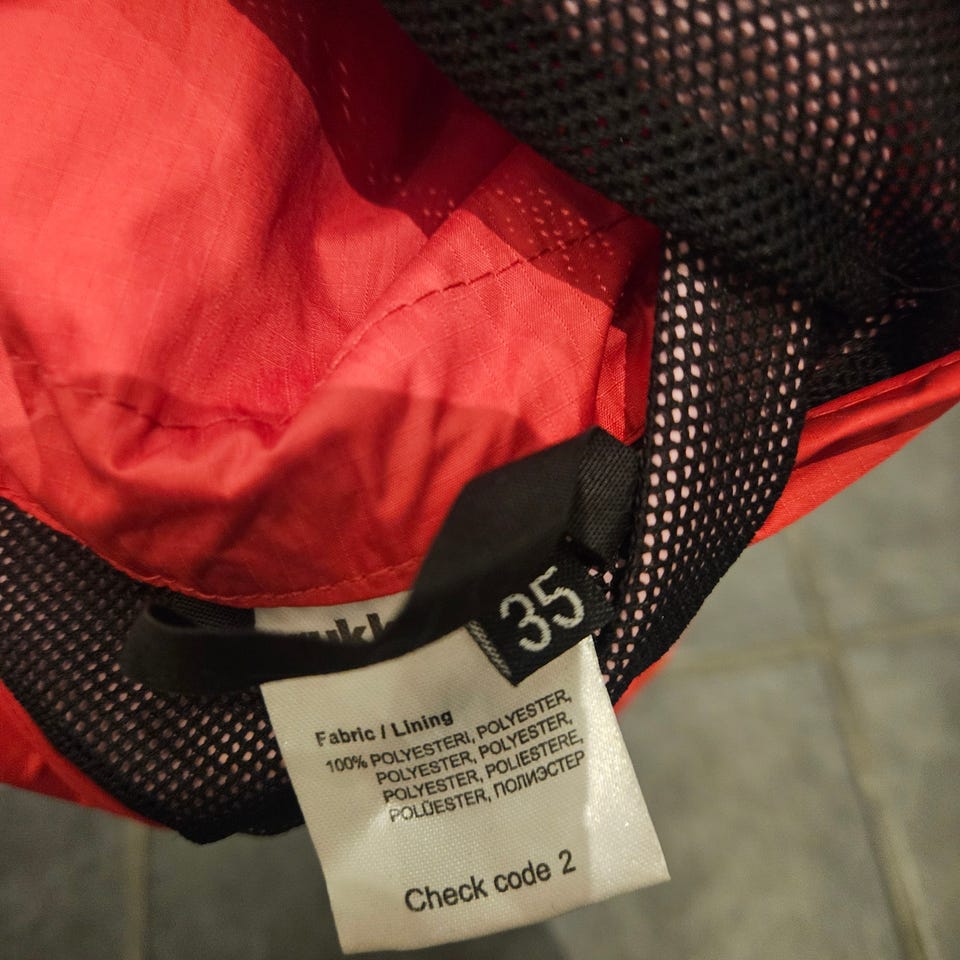 35
Fabric / Lining
100% POLYESTERI, POLYESTER,
POLYESTER, POLYESTER,
POLYESTER, POLIESTERE,
POLÜESTER, ПОЛИЭСТЕР
Check code 2